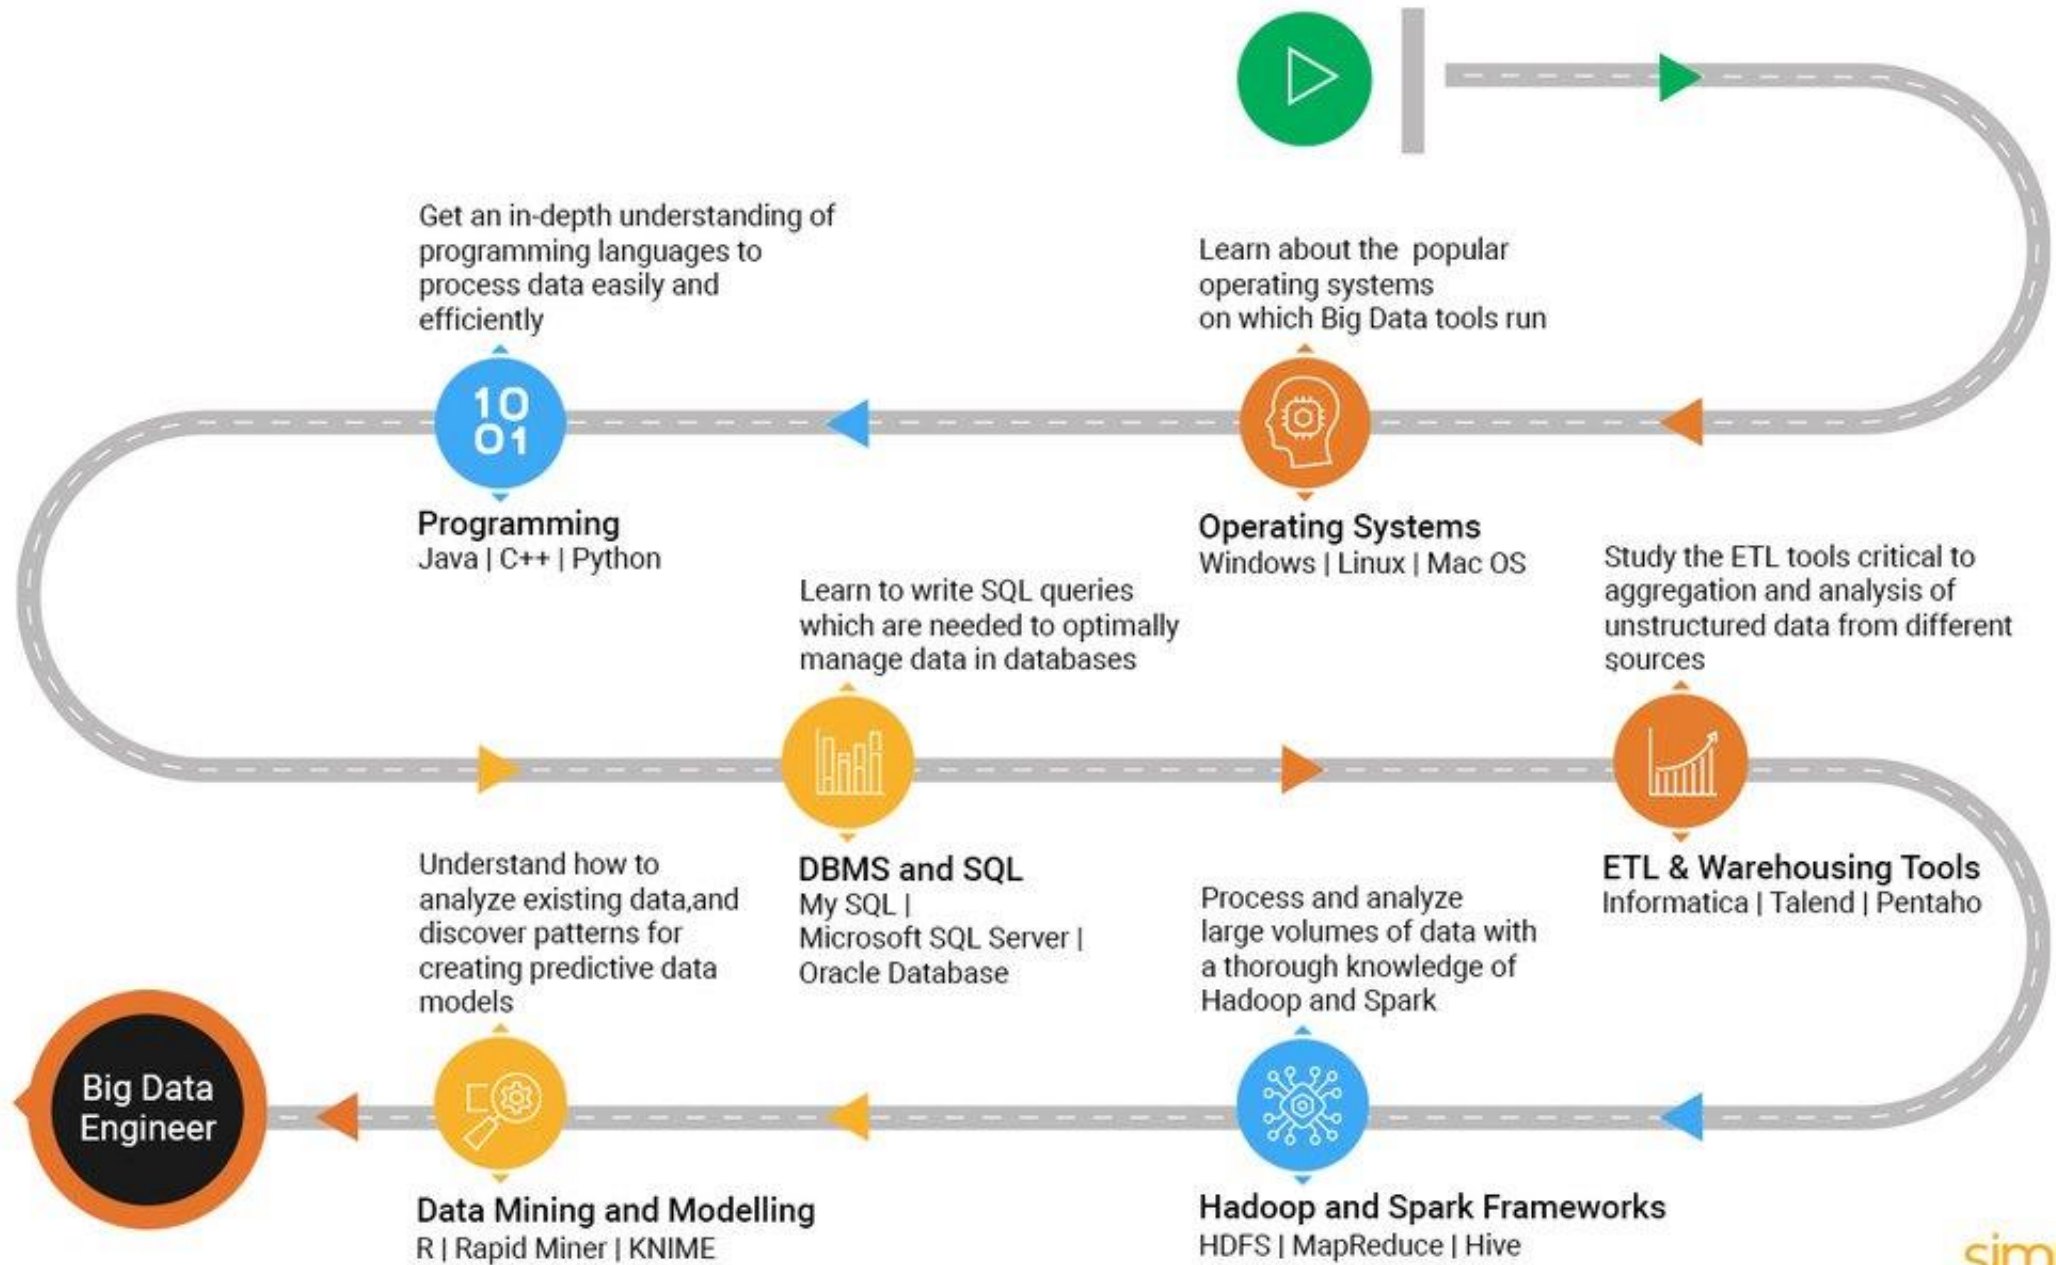 Learn about the popular
operating systems
on which Big Data tools run
Operating Systems
Windows | Linux | Mac OS
Get an in-depth understanding of
programming languages to
process data easily and
efficiently
10
01
Programming
Java | C++ | Python
Learn to write SQL queries
which are needed to optimally
manage data in databases
DBMS and SQL
My SQL |
Microsoft SQL Server |
Oracle Database
Study the ETL tools critical to
aggregation and analysis of
unstructured data from different
sources
ETL & Warehousing Tools
Informatica | Talend | Pentaho
Process and analyze
large volumes of data with
a thorough knowledge of
Hadoop and Spark
Hadoop and Spark Frameworks
HDFS | MapReduce | Hive
Understand how to
analyze existing data,and
discover patterns for
creating predictive data
models
Data Mining and Modelling
R | Rapid Miner | KNIME
Big Data
Engineer
sim